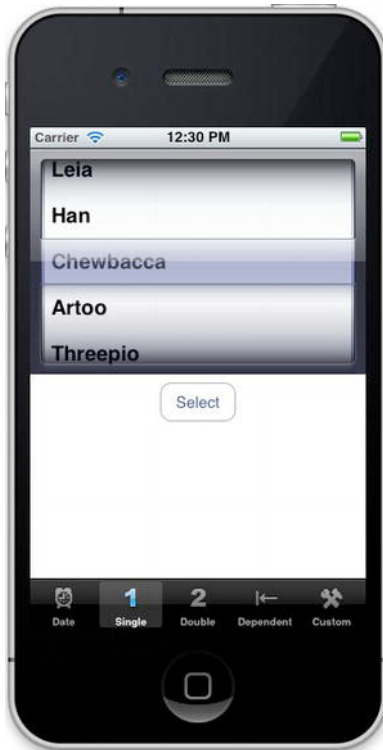 Carrier 12:30 PM
Leia
Han
Chewbacca
Artoo
Threepio
Select
1 2
Date Single Double Dependent Custom